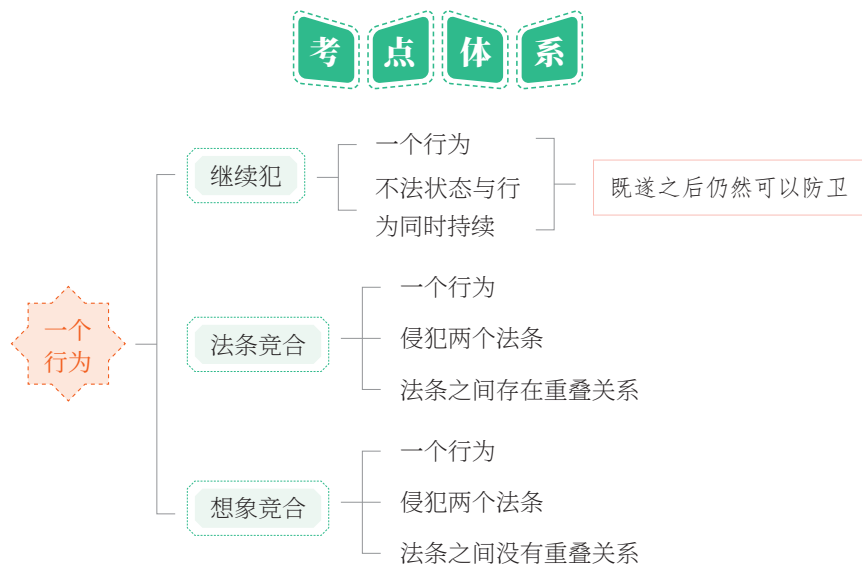 考点体系
继续犯
一个行为
不法状态与行
为同时持续
既遂之后仍然可以防卫
一个
行为
法条竞合
一个行为
侵犯两个法条
法条之间存在重叠关系
想象竞合
一个行为
侵犯两个法条
法条之间没有重叠关系